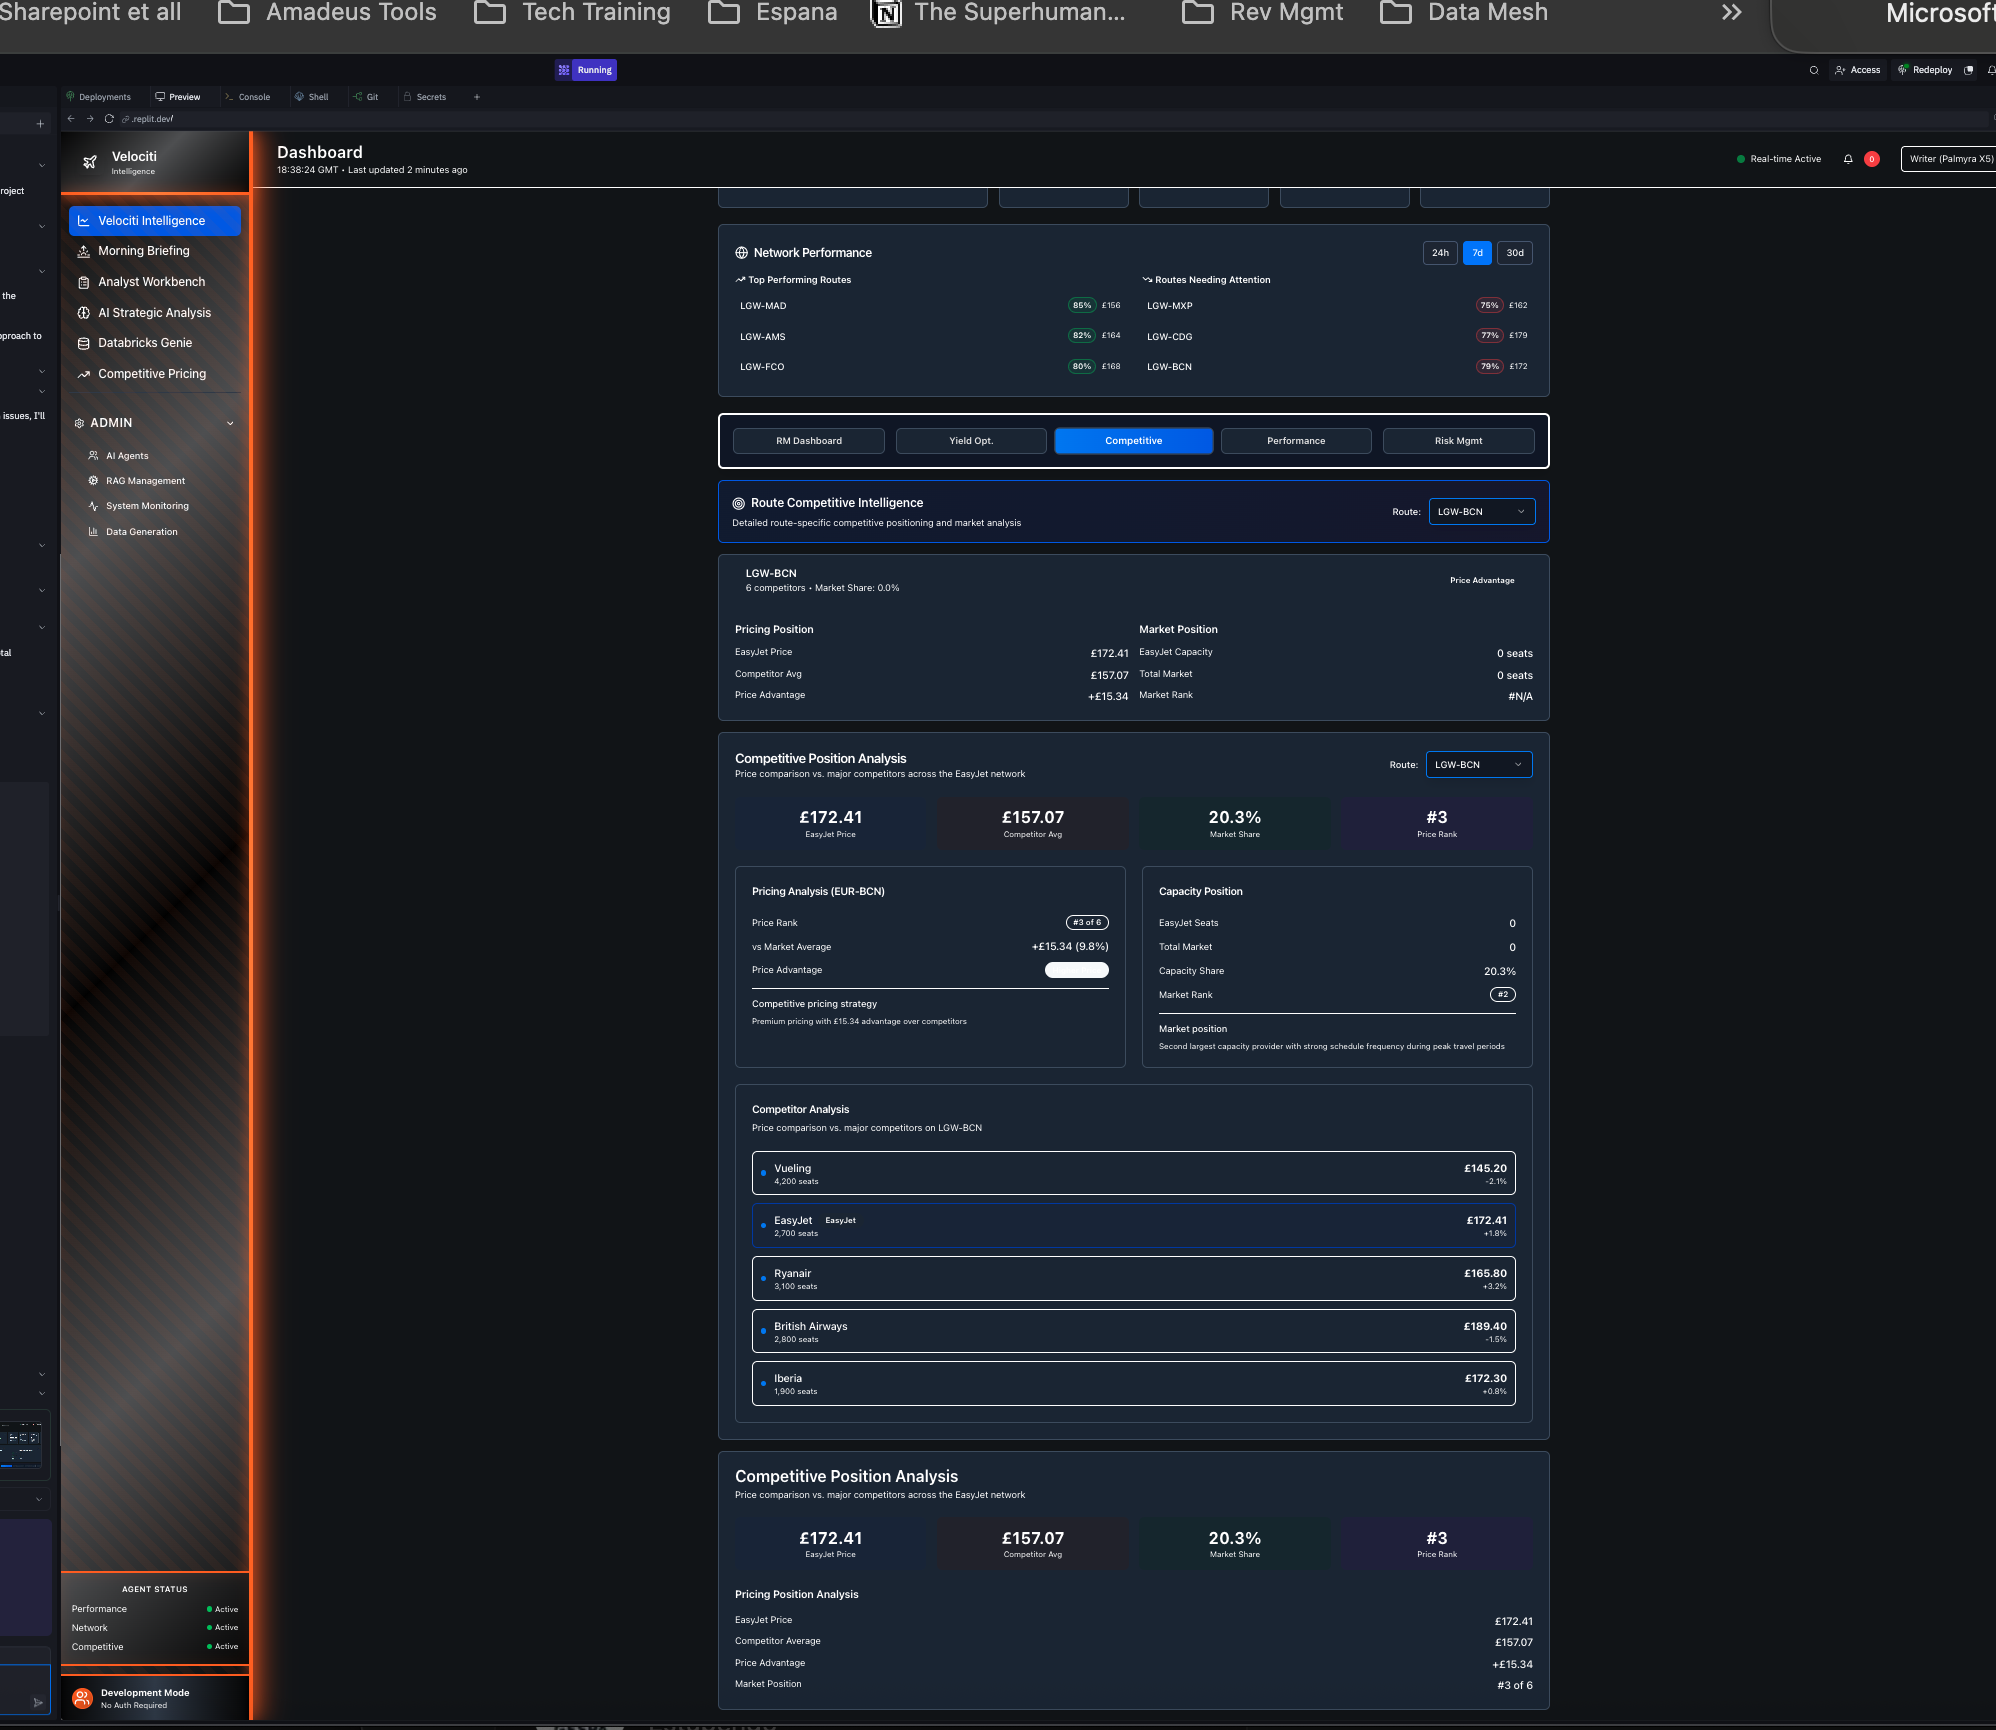 Sharepoint et all
Amadeus Tools
Tech Training
Espana
The Superhuman...
Rev Mgmt
Data Mesh
Microsoft
Running
Access
Redeploy
Deployments
Preview
Console
Shell
Git
Secrets
.replit.dev/
roject
the
pproach to
issues, I'll
tal
Velociti
Intelligence
Velociti Intelligence
Morning Briefing
Analyst Workbench
AI Strategic Analysis
Databricks Genie
Competitive Pricing
ADMIN
AI Agents
RAG Management
System Monitoring
Data Generation
AGENT STATUS
Performance Active
Network Active
Competitive Active
Development Mode
No Auth Required
Dashboard
18:38:24 GMT • Last updated 2 minutes ago
Real-time Active
0
Writer (Palmyra X5)
Network Performance
24h 7d 30d
Top Performing Routes
LGW-MAD 85% £156
LGW-AMS 82% £164
LGW-FCO 80% £168
Routes Needing Attention
LGW-MXP 75% £162
LGW-CDG 77% £179
LGW-BCN 79% £172
RM Dashboard
Yield Opt.
Competitive
Performance
Risk Mgmt
Route Competitive Intelligence
Detailed route-specific competitive positioning and market analysis
Route: LGW-BCN
LGW-BCN
6 competitors • Market Share: 0.0%
Price Advantage
Pricing Position
EasyJet Price £172.41
Competitor Avg £157.07
Price Advantage +£15.34
Market Position
EasyJet Capacity 0 seats
Total Market 0 seats
Market Rank #N/A
Competitive Position Analysis
Price comparison vs. major competitors across the EasyJet network
Route: LGW-BCN
£172.41
EasyJet Price
£157.07
Competitor Avg
20.3%
Market Share
#3
Price Rank
Pricing Analysis (EUR-BCN)
Price Rank #3 of 6
vs Market Average +£15.34 (9.8%)
Price Advantage
Competitive pricing strategy
Premium pricing with £15.34 advantage over competitors
Capacity Position
EasyJet Seats 0
Total Market 0
Capacity Share 20.3%
Market Rank #2
Market position
Second largest capacity provider with strong schedule frequency during peak travel periods
Competitor Analysis
Price comparison vs. major competitors on LGW-BCN
Vueling £145.20
4,200 seats -2.1%
EasyJet EasyJet £172.41
2,700 seats +1.8%
Ryanair £165.80
3,100 seats +3.2%
British Airways £189.40
2,800 seats -1.5%
Iberia £172.30
1,900 seats +0.8%
Competitive Position Analysis
Price comparison vs. major competitors across the EasyJet network
£172.41
EasyJet Price
£157.07
Competitor Avg
20.3%
Market Share
#3
Price Rank
Pricing Position Analysis
EasyJet Price £172.41
Competitor Average £157.07
Price Advantage +£15.34
Market Position #3 of 6